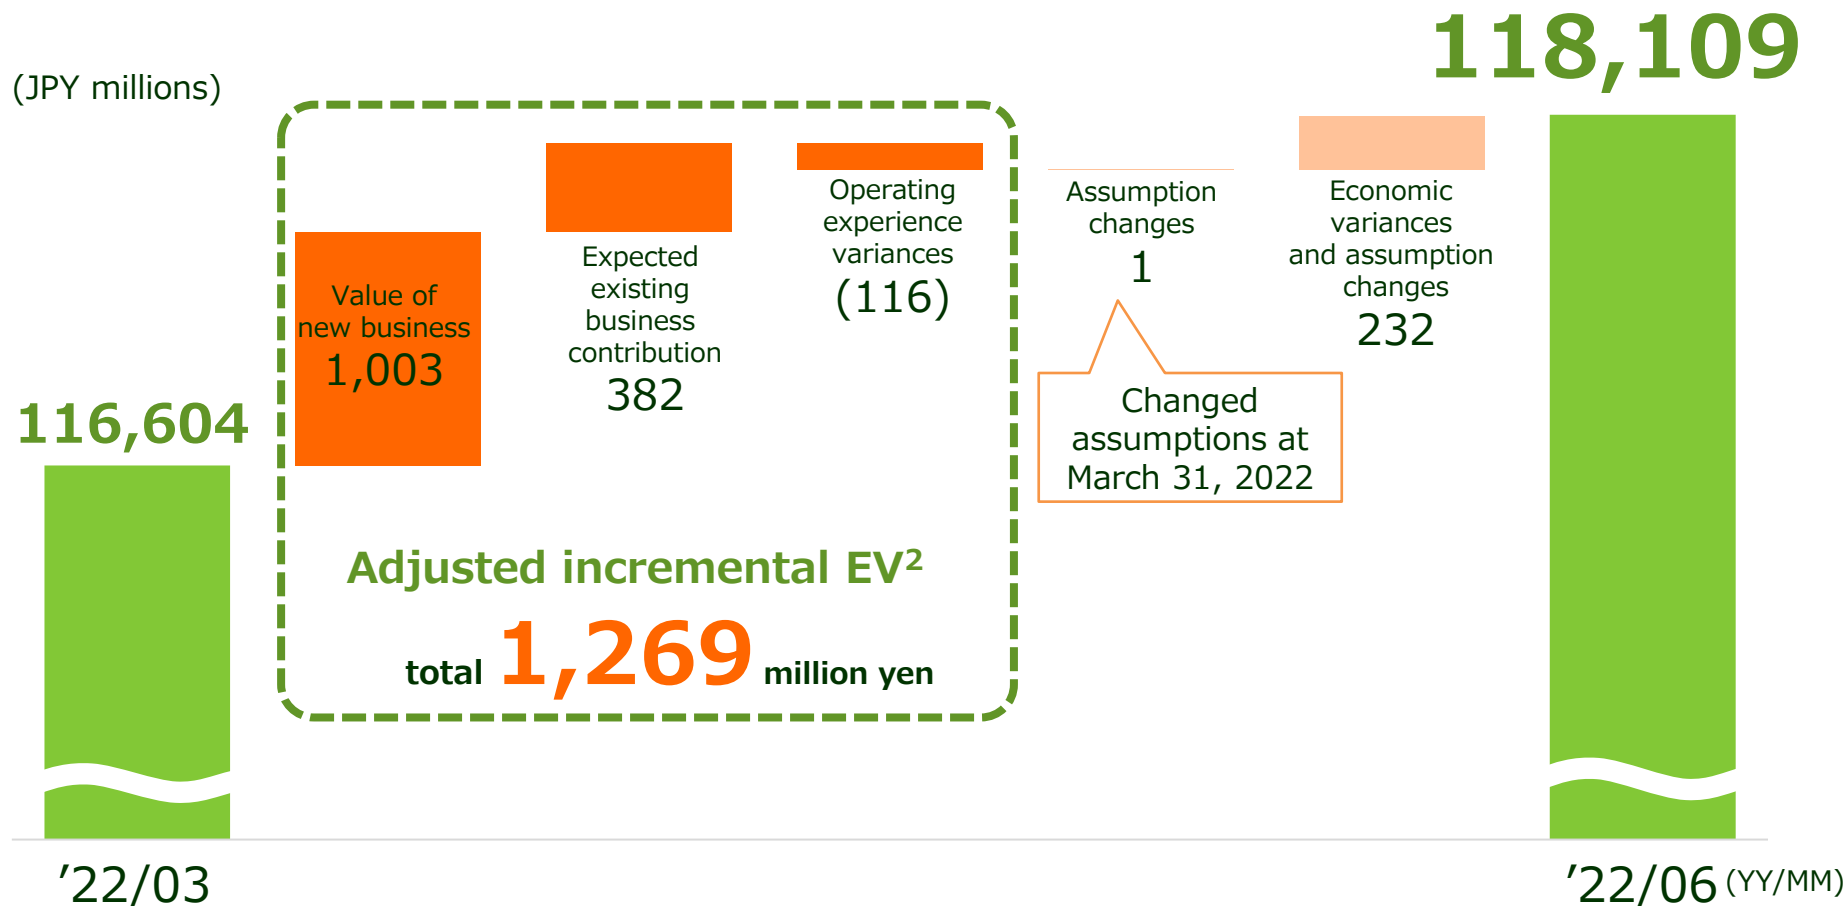 (JPY millions)
118,109
116,604
Value of
new business
1,003
Expected
existing
business
contribution
382
Operating
experience
variances
(116)
Assumption
changes
1
Economic
variances
and assumption
changes
232
Changed
assumptions at
March 31, 2022
Adjusted incremental EV²
total 1,269 million yen
’22/03
’22/06 (YY/MM)